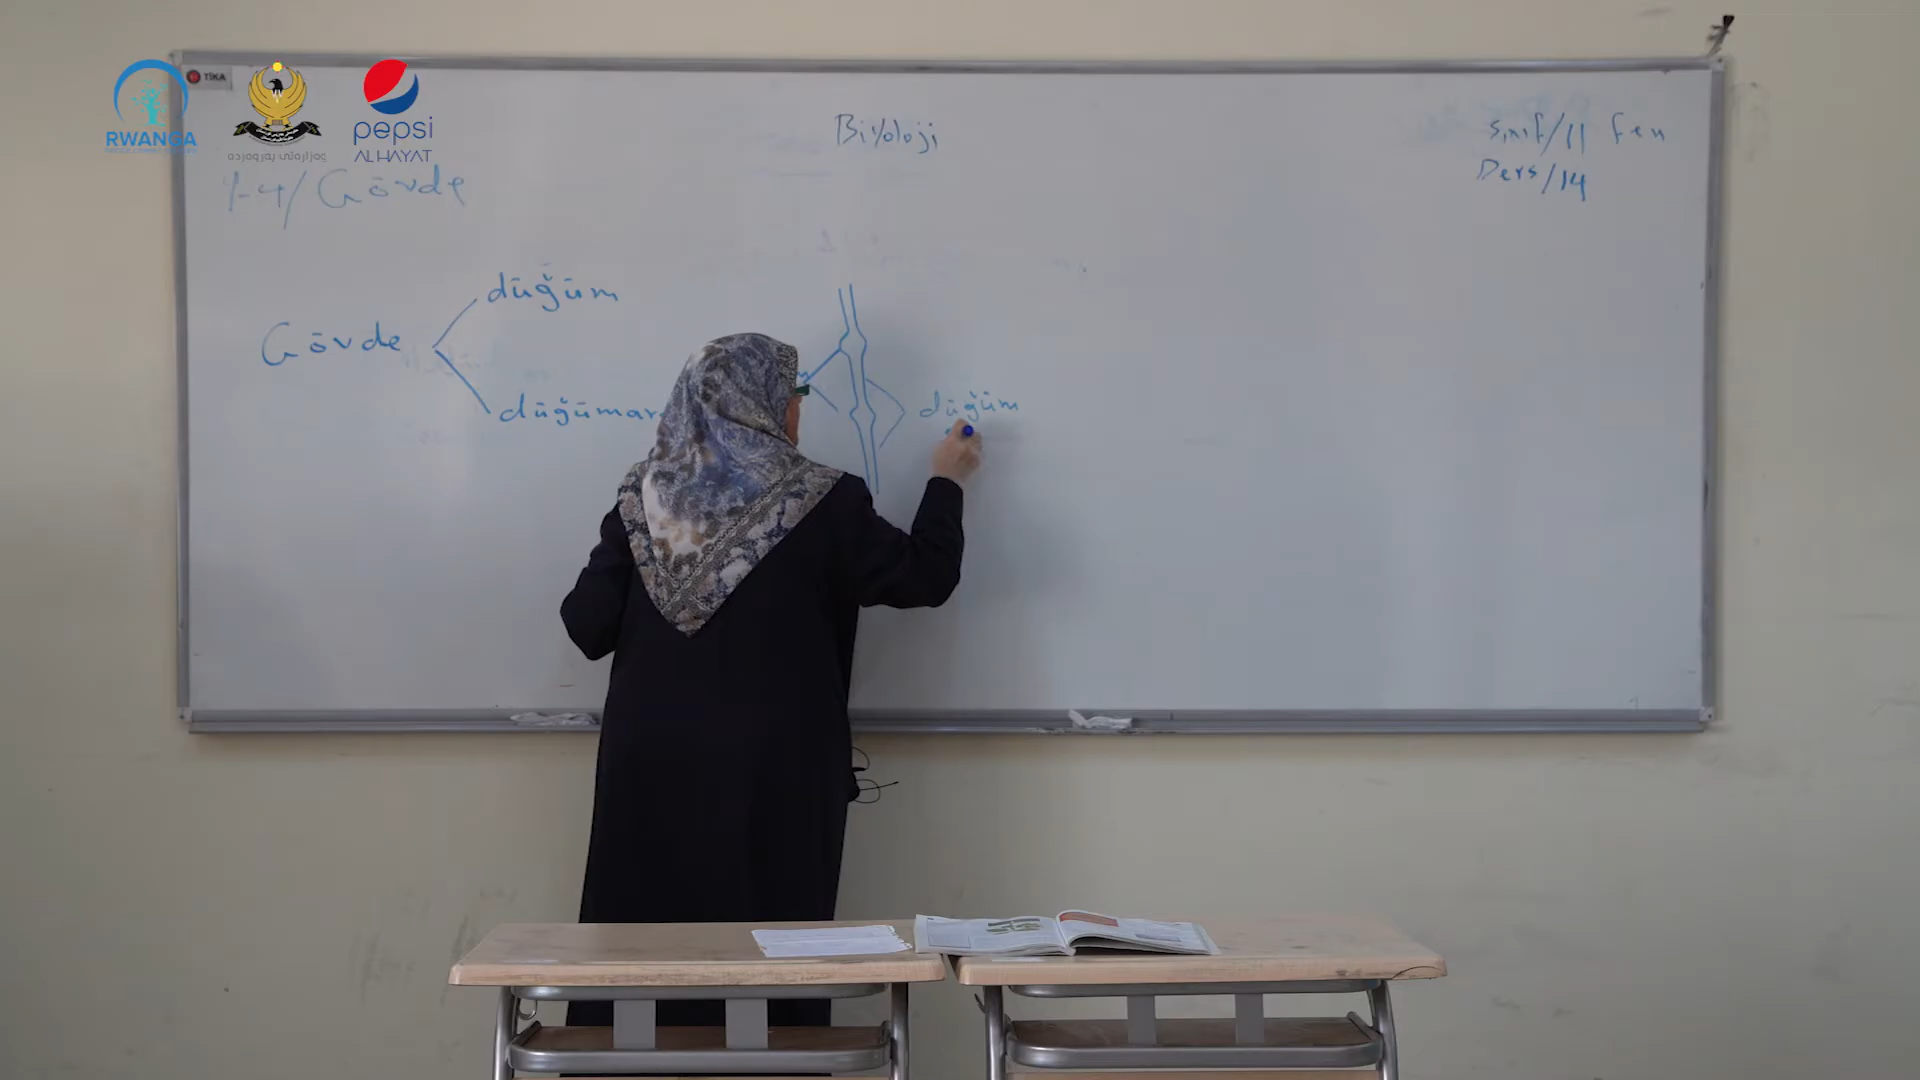 TİKA
RWANGA
pepsi
AL HAYAT
وەزارەتی پەروەردە
Biyoloji
Sınıf/11 fen
Ders/14
1-4/ Gövde
Gövde
düğüm
düğümara
düğüm